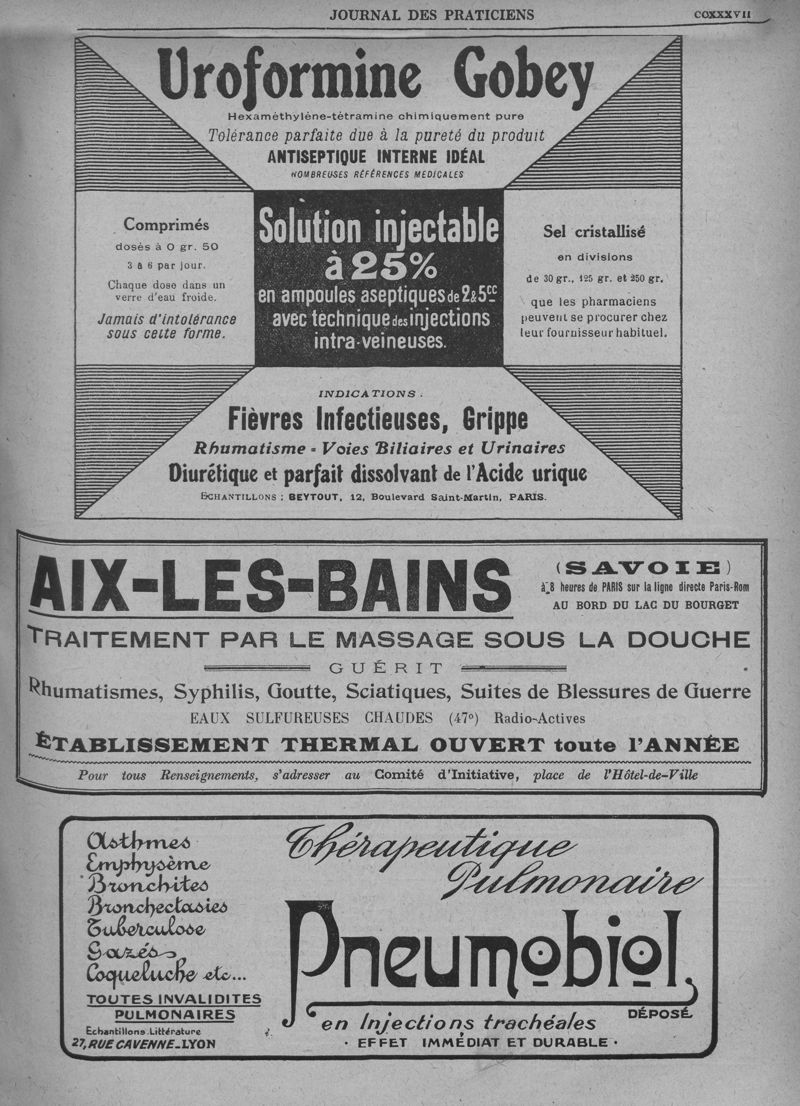 JOURNAL DES PRATICIENS
CCXXXVII
Uroformine Gobey
Hexaméthylène-tétramine chimiquement pure
Tolérance parfaite due à la pureté du produit
ANTISEPTIQUE INTERNE IDÉAL
NOMBREUSES RÉFÉRENCES MÉDICALES
Comprimés
dosés à 0 gr. 50
3 à 6 par jour.
Chaque dose dans un
verre d'eau froide.
Jamais d'intolérance
sous cette forme.
Solution injectable
à 25%
en ampoules aseptiques de 2 & 5cc
avec technique des injections
intra-veineuses.
Sel cristallisé
en divisions
de 30 gr., 125 gr. et 250 gr.
que les pharmaciens
peuvent se procurer chez
leur fournisseur habituel.
INDICATIONS :
Fièvres Infectieuses, Grippe
Rhumatisme - Voies Biliaires et Urinaires
Diurétique et parfait dissolvant de l'Acide urique
ÉCHANTILLONS : BEYTOUT, 12, Boulevard Saint-Martin, PARIS.
AIX-LES-BAINS
(SAVOIE)
à 8 heures de PARIS sur la ligne directe Paris-Rom
AU BORD DU LAC DU BOURGET
TRAITEMENT PAR LE MASSAGE SOUS LA DOUCHE
GUÉRIT
Rhumatismes, Syphilis, Goutte, Sciatiques, Suites de Blessures de Guerre
EAUX SULFUREUSES CHAUDES (47°) Radio-Actives
ÉTABLISSEMENT THERMAL OUVERT toute l'ANNÉE
Pour tous Renseignements, s'adresser au Comité d'Initiative, place de l'Hôtel-de-Ville
Asthmes
Emphysème
Bronchites
Bronchectasies
Tuberculose
Gazés
Coqueluche etc...
TOUTES INVALIDITES
PULMONAIRES
Echantillons.Littérature
27, RUE CAVENNE_LYON
Thérapeutique
Pulmonaire
Pneumobiol
DÉPOSÉ
en Injections trachéales
· EFFET IMMÉDIAT ET DURABLE ·